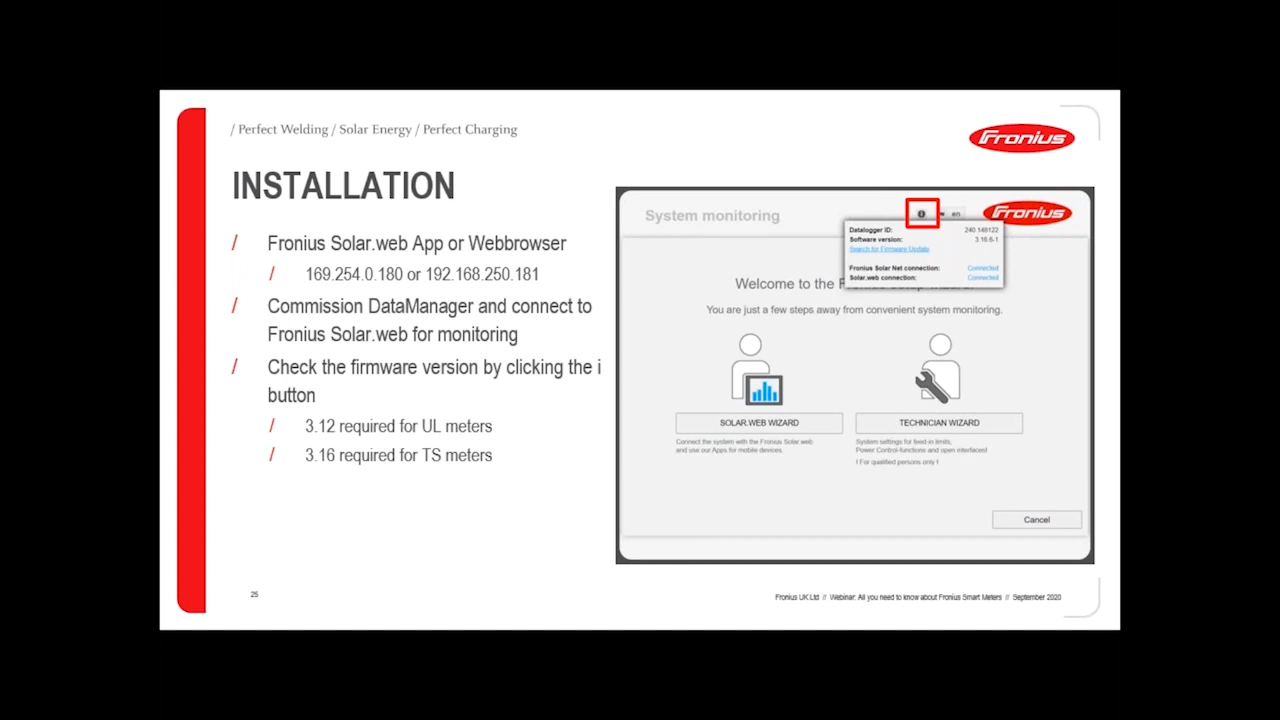 / Perfect Welding / Solar Energy / Perfect Charging
Fronius
INSTALLATION
/ Fronius Solar.web App or Webbrowser
/ 169.254.0.180 or 192.168.250.181
/ Commission DataManager and connect to
Fronius Solar.web for monitoring
/ Check the firmware version by clicking the i
button
/ 3.12 required for UL meters
/ 3.16 required for TS meters
System monitoring
Fronius
Datalogger ID: 240.148122
Software version: 3.16.6-1
Search for Firmware Update
Fronius Solar Net connection: Connected
Solar.web connection: Connected
Welcome to the
You are just a few steps away from convenient system monitoring.
SOLAR.WEB WIZARD
Connect the system with the Fronius Solar.web
and use our Apps for mobile devices.
TECHNICIAN WIZARD
System settings for feed-in limits,
Power Control-functions and open interfaces!
! For qualified persons only !
Cancel
25
Fronius UK Ltd // Webinar: All you need to know about Fronius Smart Meters // September 2020